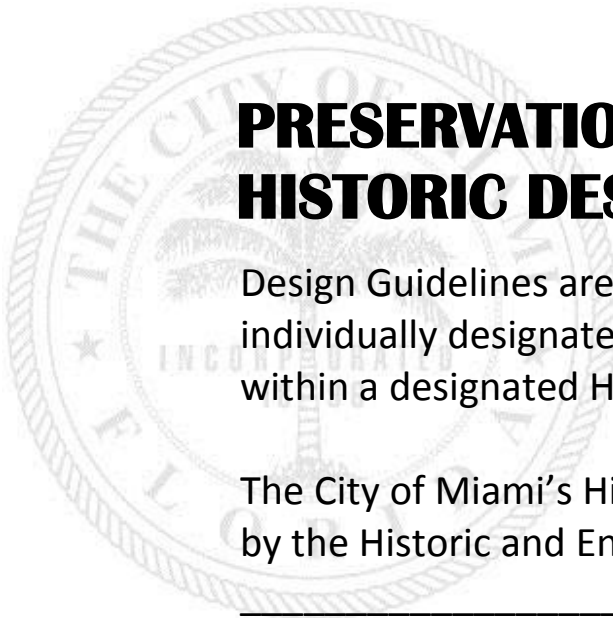 THE CITY OF
INCORPORATED
FLORIDA
PRESERVATIO
HISTORIC DES
Design Guidelines are
individually designate
within a designated H
The City of Miami’s Hi
by the Historic and En